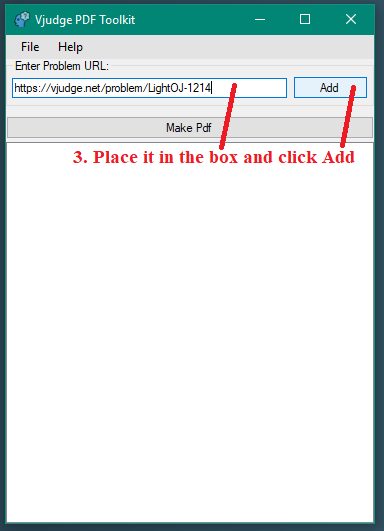 Vjudge PDF Toolkit
File Help
Enter Problem URL:
https://vjudge.net/problem/LightOJ-1214 Add
Make Pdf
3. Place it in the box and click Add